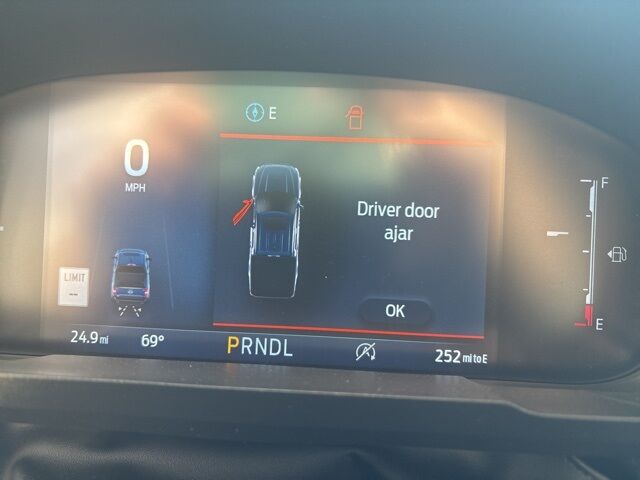 E
0
MPH
Driver door
ajar
LIMIT
--
OK
F
E
24.9 mi
69°
PRNDL
252 mi to E